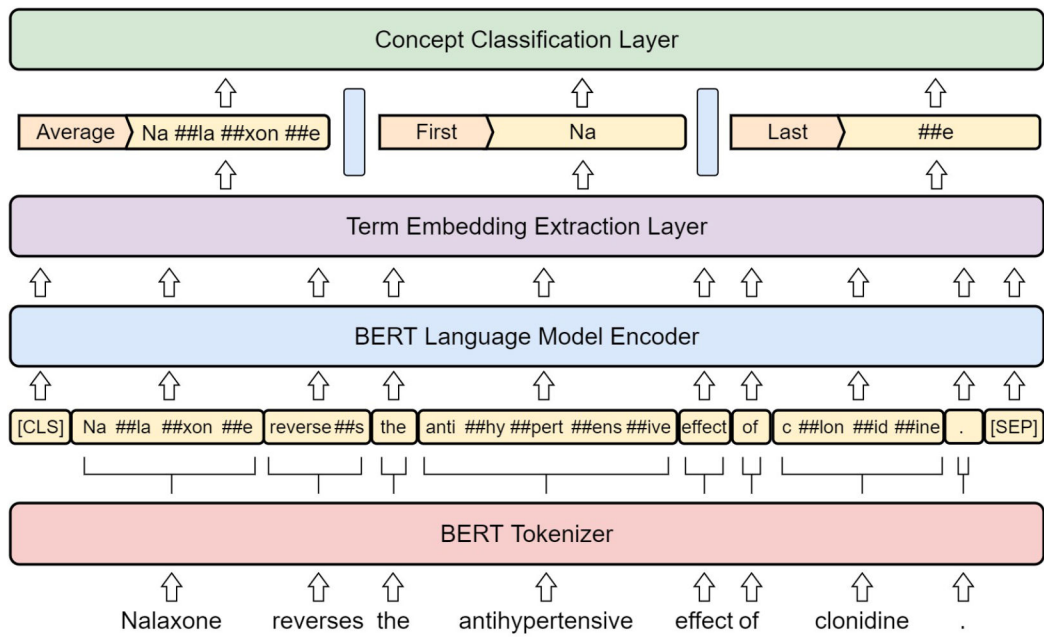 Concept Classification Layer
Average Na ##la ##xon ##e First Na Last ##e
Term Embedding Extraction Layer
BERT Language Model Encoder
[CLS] Na ##la ##xon ##e reverse ##s the anti ##hy ##pert ##ens ##ive effect of c ##lon ##id ##ine . [SEP]
BERT Tokenizer
Nalaxone reverses the antihypertensive effect of clonidine .